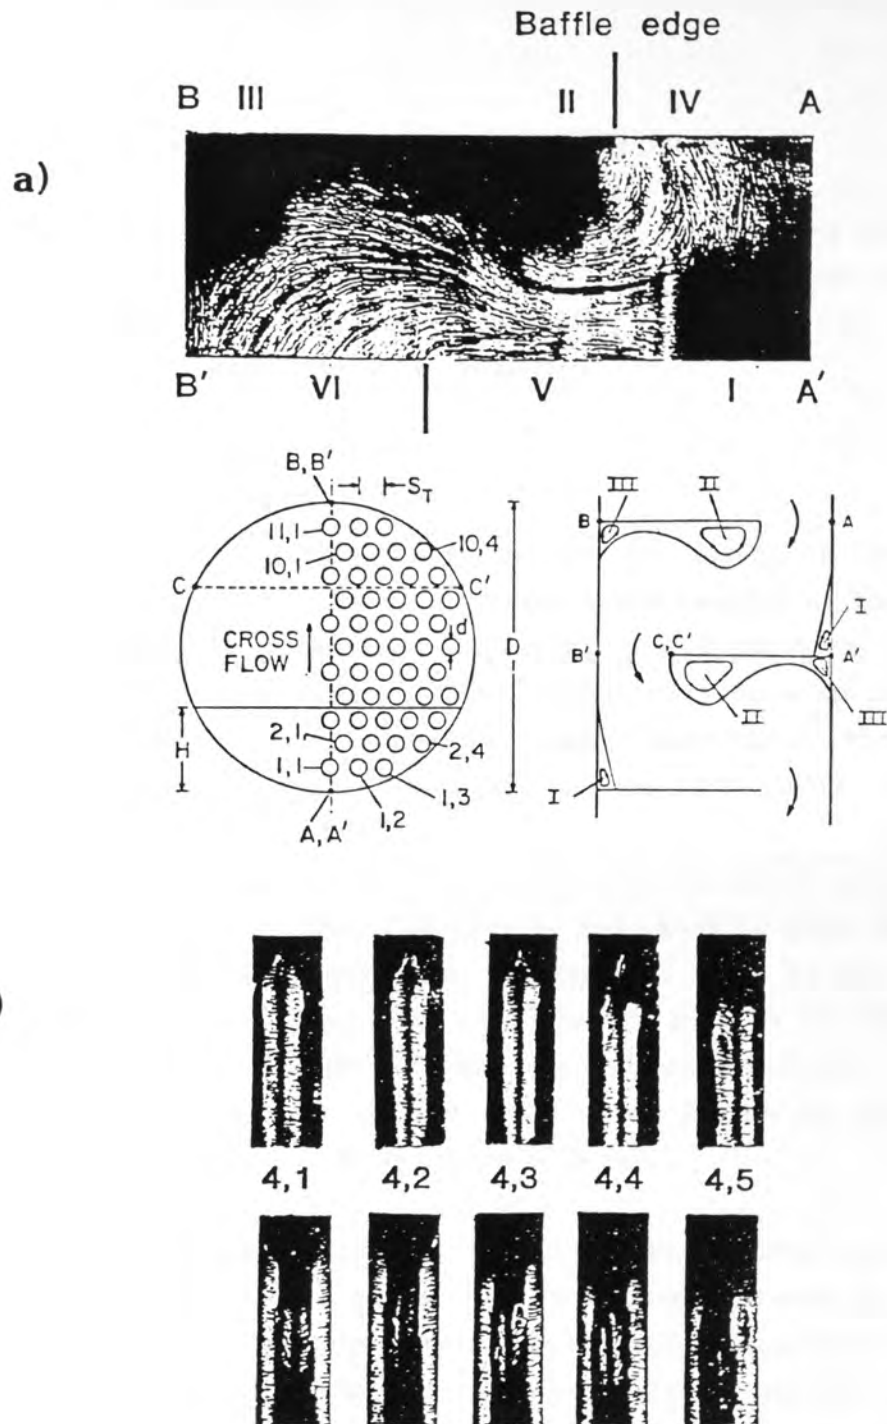 Baffle edge
B III II IV A
a)
B' VI V I A'
B, B'
S_T
11,1
10,4
10,1
C C'
CROSS
FLOW
d
D
H
2,1
2,4
1,1
1,3
1,2
A, A'
III II
B A
I
B' C, C' A'
II III
I
)
4,1 4,2 4,3 4,4 4,5